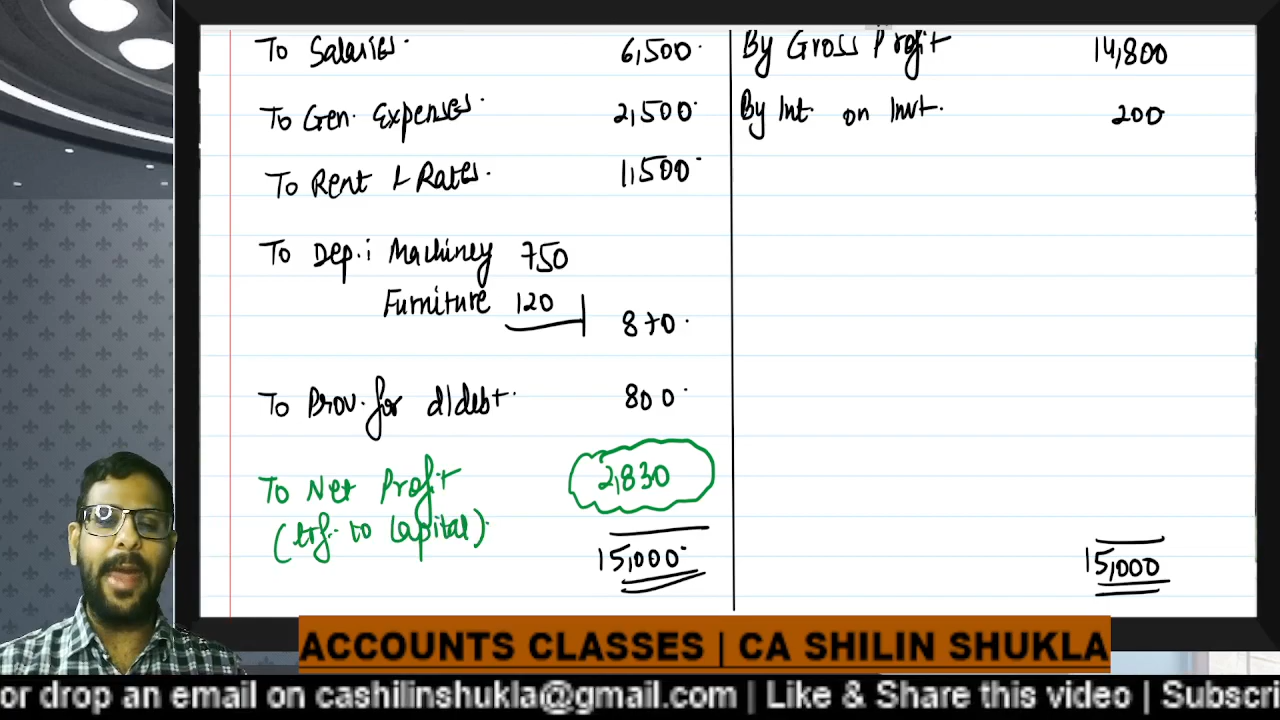 To Salaries. 6,500.
To Gen. Expenses. 2,500.
To Rent & Rates. 1,500.
To Dep.: Machinery 750
Furniture 120 870.
To Prov. for d/debt. 800.
To Net Profit 2,830
(trf. to Capital).
15,000.
By Gross Profit 14,800
By Int. on Invt. 200
15,000
ACCOUNTS CLASSES | CA SHILIN SHUKLA
or drop an email on cashilinshukla@gmail.com | Like & Share this video | Subscri